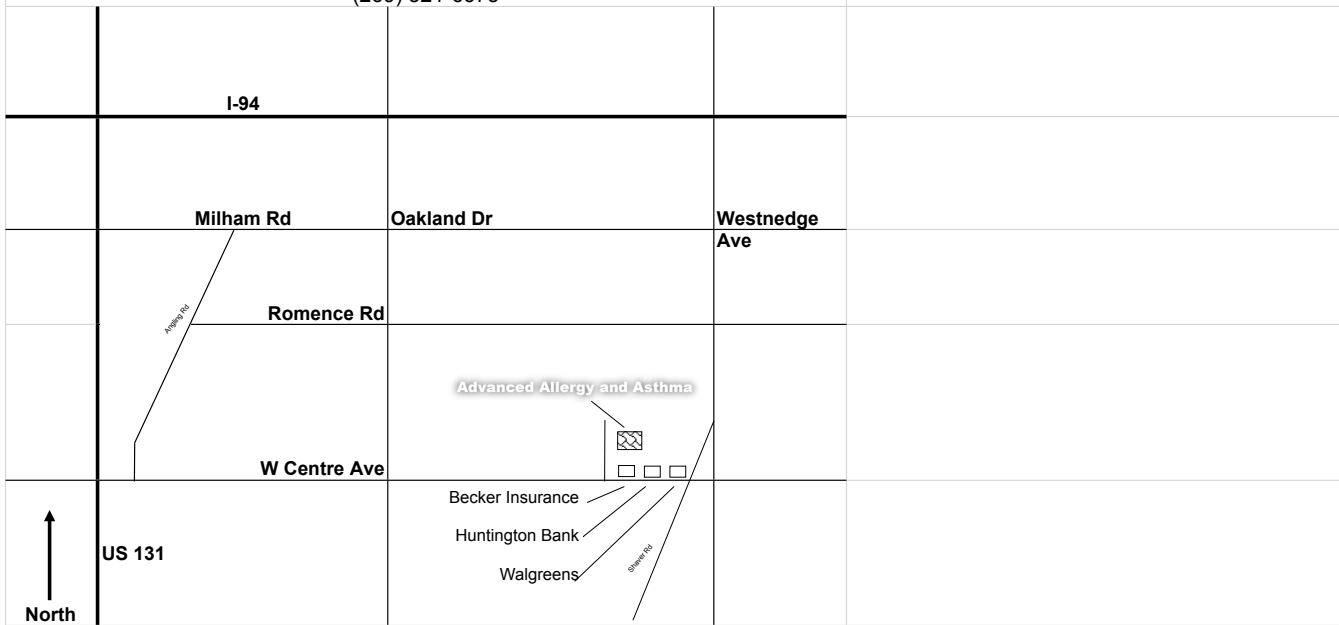 I-94
Milham Rd
Oakland Dr
Westnedge
Ave
Angling Rd
Romence Rd
Advanced Allergy and Asthma
W Centre Ave
Becker Insurance
Huntington Bank
Walgreens
Shaver Rd
US 131
North